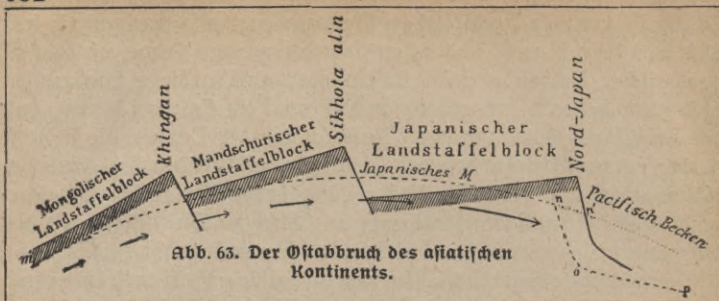 Mongolischer
Landstaffelblock
Khingan
Mandschurischer
Landstaffelblock
Sikhota alin
Japanischer
Landstaffelblock
Japanisches M
Nord-Japan
Pacifisch. Becken
m
n
n
o
p
Abb. 63. Der Ostabbruch des asiatischen
Kontinents.